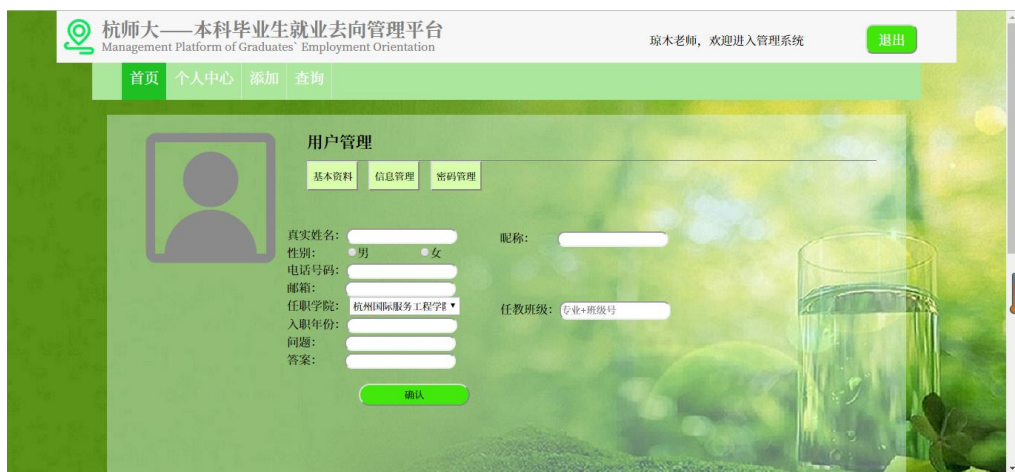 杭师大——本科毕业生就业去向管理平台
Management Platform of Graduates` Employment Orientation
琼木老师，欢迎进入管理系统
退出
首页 个人中心 添加 查询
用户管理
基本资料 信息管理 密码管理
真实姓名：
昵称：
性别： 男 女
电话号码：
邮箱：
任职学院： 杭州国际服务工程学
任教班级： 专业+班级号
入职年份：
问题：
答案：
确认